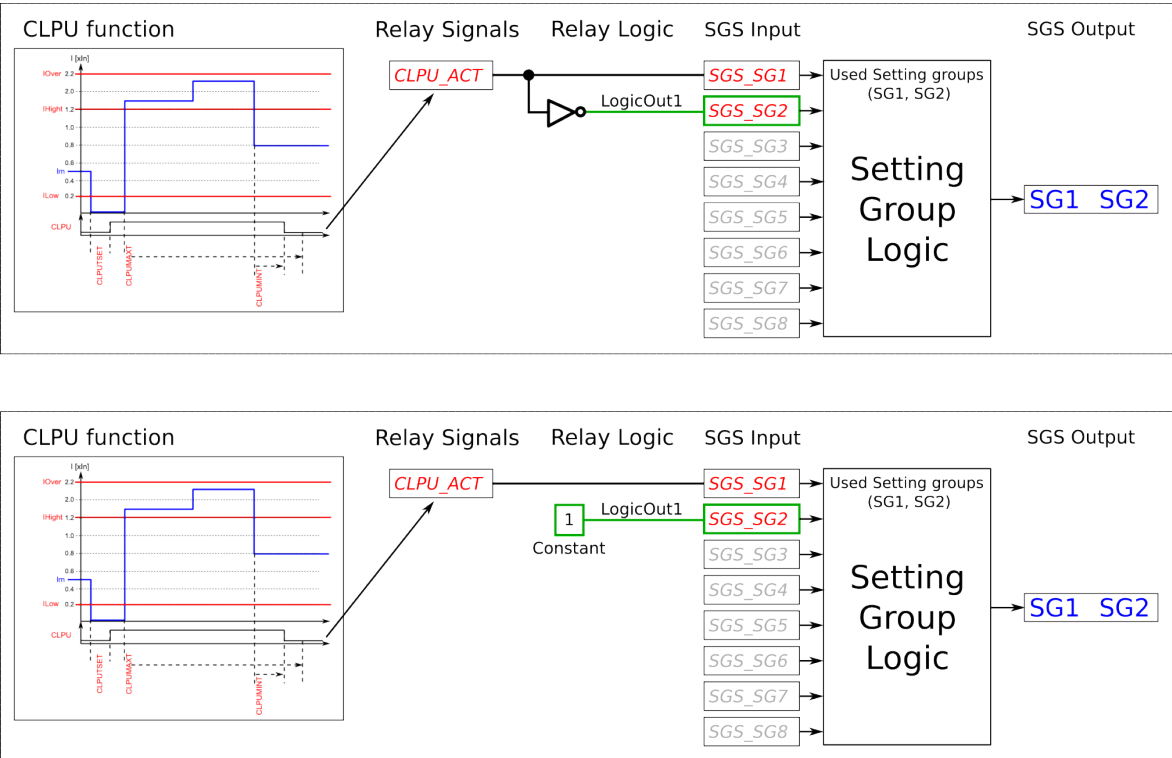 CLPU function
Relay Signals
Relay Logic
SGS Input
SGS Output
I [xIn]
IOver 2.2
2.0
IHight 1.2
1.0
0.8
0.6
Im
0.4
ILow 0.2
CLPU
CLPUTSET
CLPUMAXT
CLPUMINT
CLPU_ACT
LogicOut1
SGS_SG1
SGS_SG2
SGS_SG3
SGS_SG4
SGS_SG5
SGS_SG6
SGS_SG7
SGS_SG8
Used Setting groups
(SG1, SG2)
Setting
Group
Logic
SG1 SG2
CLPU function
Relay Signals
Relay Logic
SGS Input
SGS Output
I [xIn]
IOver 2.2
2.0
IHight 1.2
1.0
0.8
0.6
Im
0.4
ILow 0.2
CLPU
CLPUTSET
CLPUMAXT
CLPUMINT
CLPU_ACT
1
LogicOut1
Constant
SGS_SG1
SGS_SG2
SGS_SG3
SGS_SG4
SGS_SG5
SGS_SG6
SGS_SG7
SGS_SG8
Used Setting groups
(SG1, SG2)
Setting
Group
Logic
SG1 SG2